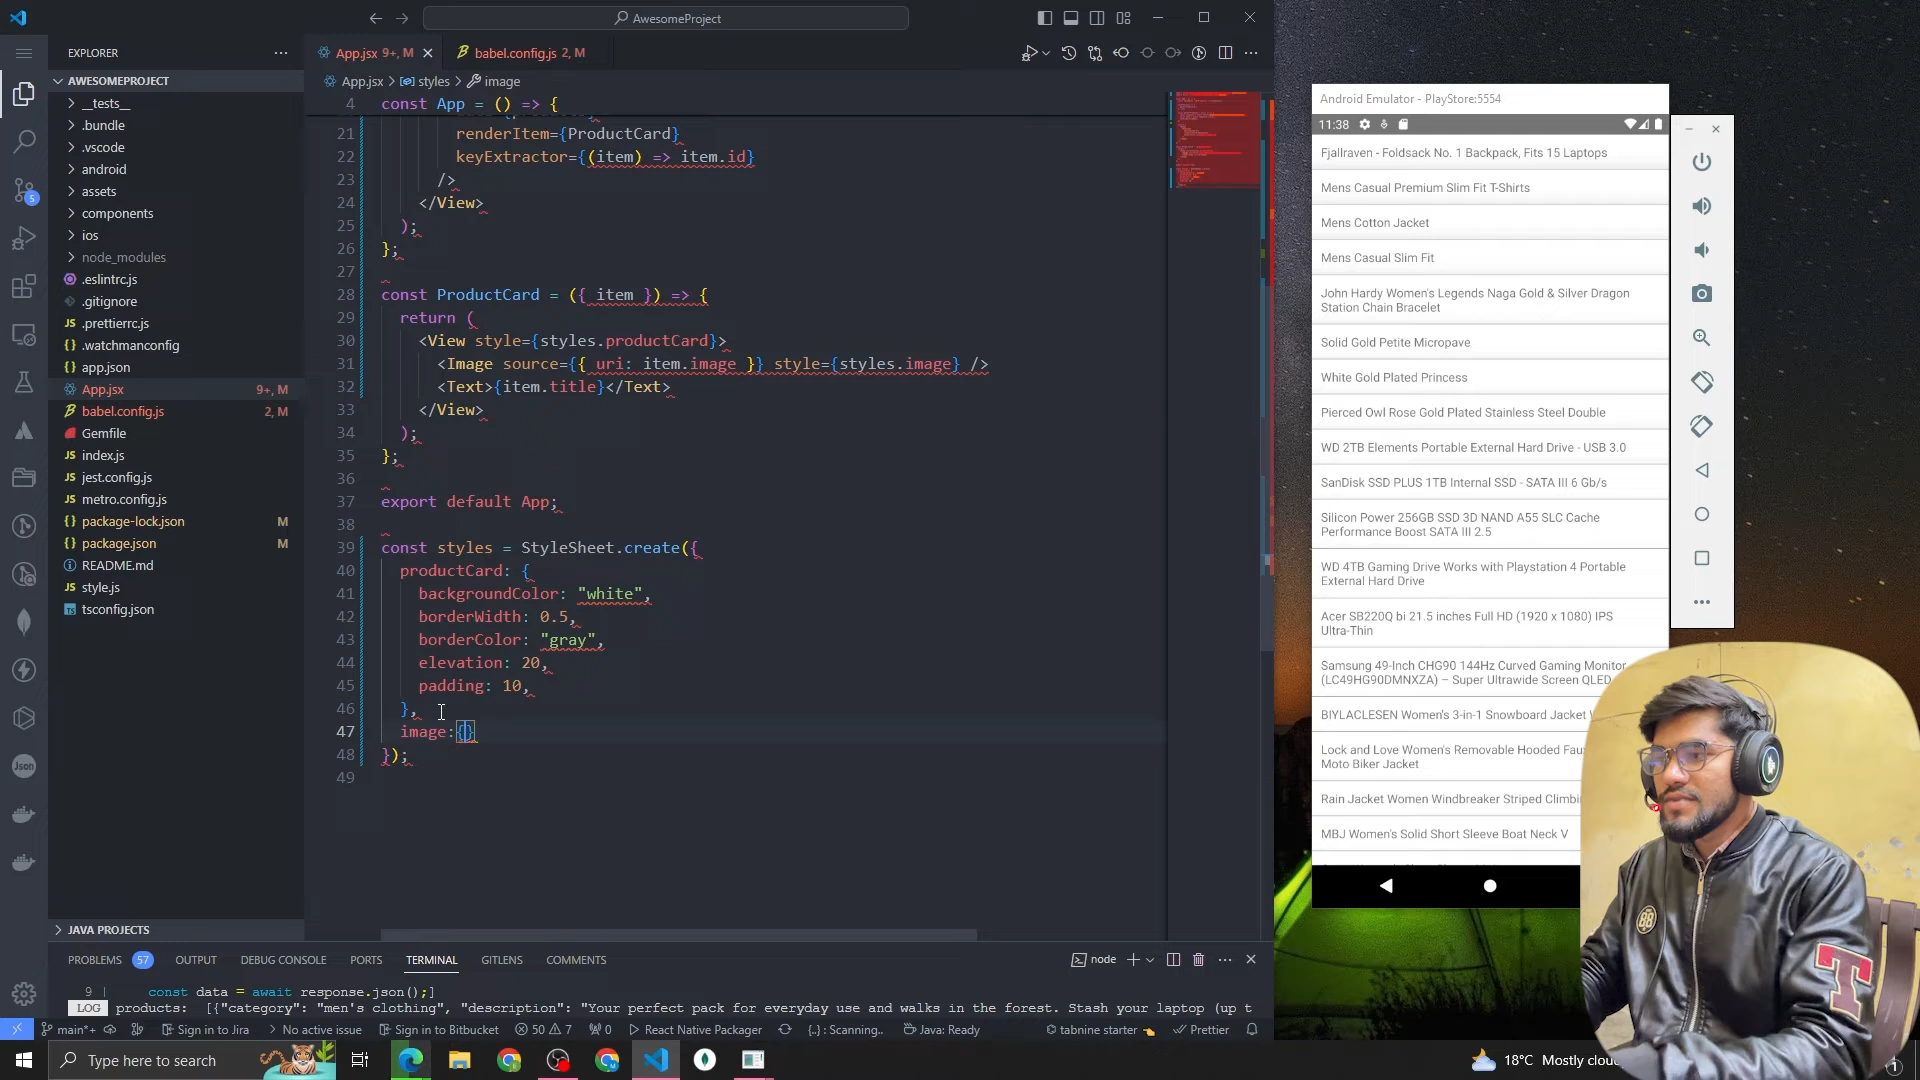 AwesomeProject
EXPLORER
App.jsx 9+, M
babel.config.js 2, M
AWESOMEPROJECT
App.jsx > styles > image
__tests__
.bundle
.vscode
android
assets
components
ios
node_modules
.eslintrc.js
.gitignore
.prettierrc.js
.watchmanconfig
app.json
App.jsx 9+, M
babel.config.js 2, M
Gemfile
index.js
jest.config.js
metro.config.js
package-lock.json M
package.json M
README.md
style.js
tsconfig.json
JAVA PROJECTS
5
Json
4 const App = () => {
21 renderItem={ProductCard}
22 keyExtractor={(item) => item.id}
23 />
24 </View>
25 );
26 };
27
28 const ProductCard = ({ item }) => {
29 return (
30 <View style={styles.productCard}>
31 <Image source={{ uri: item.image }} style={styles.image} />
32 <Text>{item.title}</Text>
33 </View>
34 );
35 };
36
37 export default App;
38
39 const styles = StyleSheet.create({
40 productCard: {
41 backgroundColor: "white",
42 borderWidth: 0.5,
43 borderColor: "gray",
44 elevation: 20,
45 padding: 10,
46 },
47 image:{}
48 });
49
PROBLEMS 57 OUTPUT DEBUG CONSOLE PORTS TERMINAL GITLENS COMMENTS
node
9 | const data = await response.json();]
LOG products: [{"category": "men's clothing", "description": "Your perfect pack for everyday use and walks in the forest. Stash your laptop (up t
main*+ Sign in to Jira No active issue Sign in to Bitbucket 50 7 0 React Native Packager {..} : Scanning.. Java: Ready tabnine starter Prettier
Type here to search
18°C Mostly clou
1
Android Emulator - PlayStore:5554
11:38
Fjallraven - Foldsack No. 1 Backpack, Fits 15 Laptops
Mens Casual Premium Slim Fit T-Shirts
Mens Cotton Jacket
Mens Casual Slim Fit
John Hardy Women's Legends Naga Gold & Silver Dragon
Station Chain Bracelet
Solid Gold Petite Micropave
White Gold Plated Princess
Pierced Owl Rose Gold Plated Stainless Steel Double
WD 2TB Elements Portable External Hard Drive - USB 3.0
SanDisk SSD PLUS 1TB Internal SSD - SATA III 6 Gb/s
Silicon Power 256GB SSD 3D NAND A55 SLC Cache
Performance Boost SATA III 2.5
WD 4TB Gaming Drive Works with Playstation 4 Portable
External Hard Drive
Acer SB220Q bi 21.5 inches Full HD (1920 x 1080) IPS
Ultra-Thin
Samsung 49-Inch CHG90 144Hz Curved Gaming Monitor
(LC49HG90DMNXZA) – Super Ultrawide Screen QLED
BIYLACLESEN Women's 3-in-1 Snowboard Jacket
Lock and Love Women's Removable Hooded Fau
Moto Biker Jacket
Rain Jacket Women Windbreaker Striped Climbi
MBJ Women's Solid Short Sleeve Boat Neck V
88
T